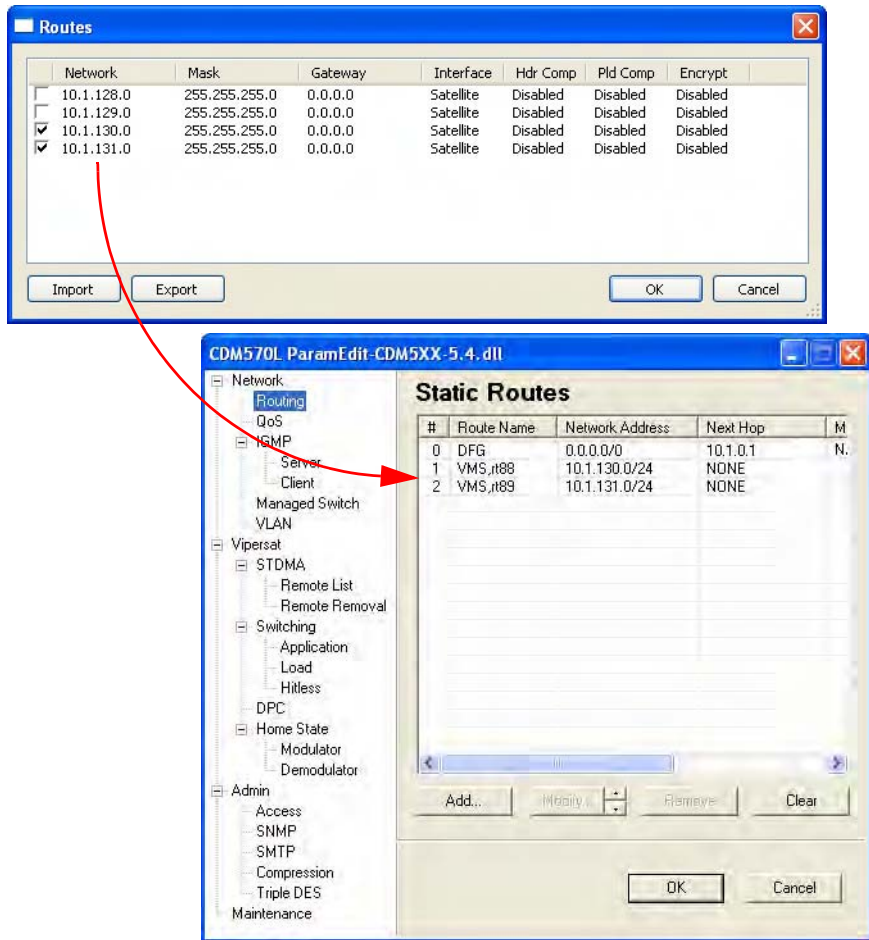 Routes
Network Mask Gateway Interface Hdr Comp Pld Comp Encrypt
10.1.128.0 255.255.255.0 0.0.0.0 Satellite Disabled Disabled Disabled
10.1.129.0 255.255.255.0 0.0.0.0 Satellite Disabled Disabled Disabled
10.1.130.0 255.255.255.0 0.0.0.0 Satellite Disabled Disabled Disabled
10.1.131.0 255.255.255.0 0.0.0.0 Satellite Disabled Disabled Disabled
Import Export OK Cancel
CDM570L ParamEdit-CDM5XX-5.4.dll
Network
Routing
QoS
IGMP
Server
Client
Managed Switch
VLAN
Vipersat
STDMA
Remote List
Remote Removal
Switching
Application
Load
Hitless
DPC
Home State
Modulator
Demodulator
Admin
Access
SNMP
SMTP
Compression
Triple DES
Maintenance
Static Routes
# Route Name Network Address Next Hop M
0 DFG 0.0.0.0/0 10.1.0.1 N.
1 VMS,rt88 10.1.130.0/24 NONE
2 VMS,rt89 10.1.131.0/24 NONE
Add... Modify... Remove Clear
OK Cancel